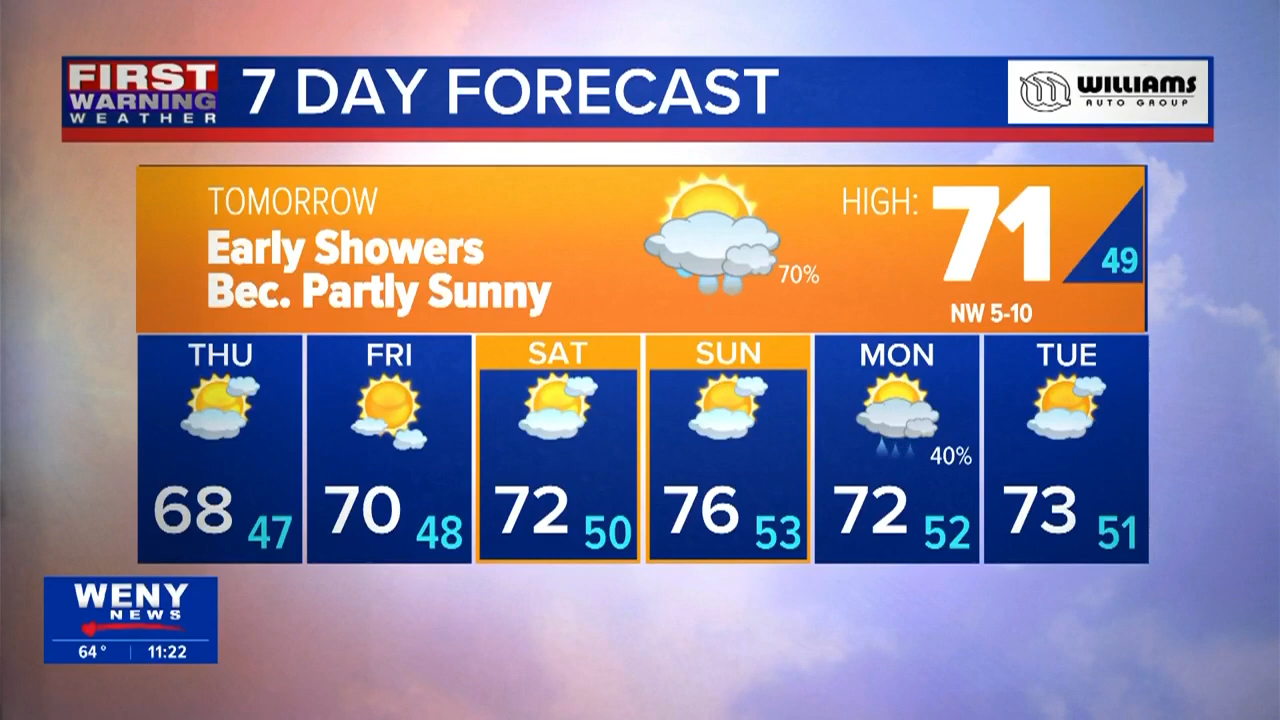 FIRST
WARNING
WEATHER
7 DAY FORECAST
WILLIAMS
AUTO GROUP
TOMORROW
Early Showers
Bec. Partly Sunny
70%
HIGH: 71
49
NW 5-10
THU FRI SAT SUN MON TUE
40%
68 47 70 48 72 50 76 53 72 52 73 51
WENY
NEWS
64° 11:22